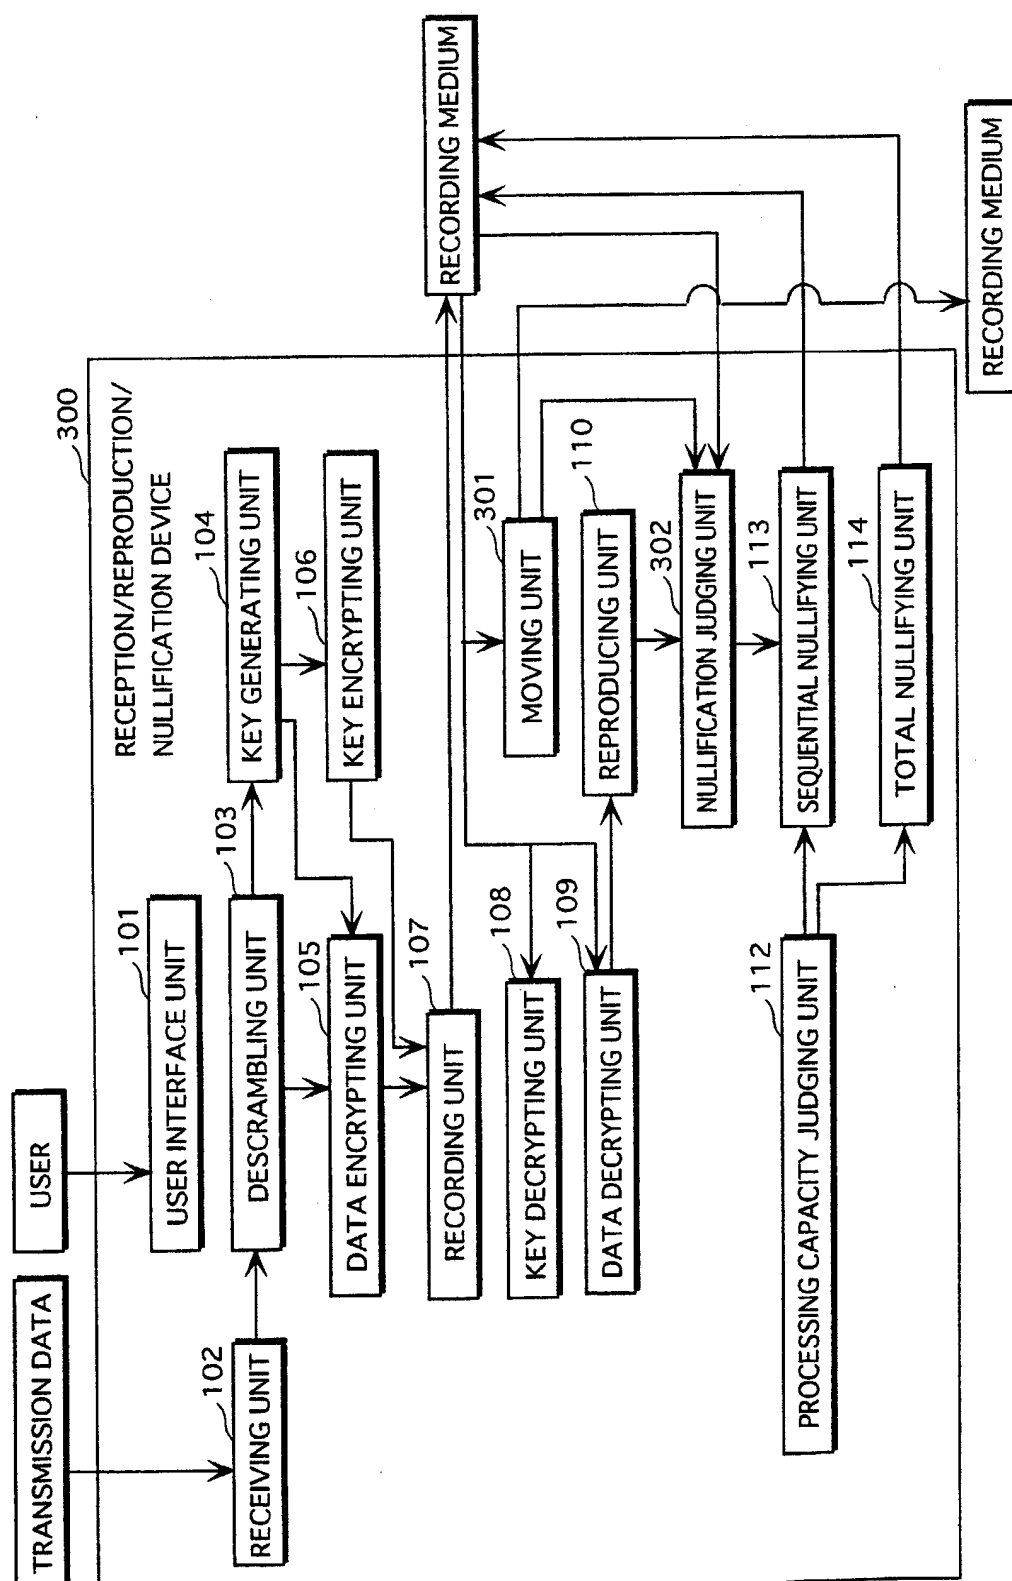 TRANSMISSION DATA
USER
300
RECEPTION/REPRODUCTION/
NULLIFICATION DEVICE
101
USER INTERFACE UNIT
102
RECEIVING UNIT
103
DESCRAMBLING UNIT
104
KEY GENERATING UNIT
105
DATA ENCRYPTING UNIT
106
KEY ENCRYPTING UNIT
107
RECORDING UNIT
RECORDING MEDIUM
108
KEY DECRYPTING UNIT
301
MOVING UNIT
109
DATA DECRYPTING UNIT
110
REPRODUCING UNIT
302
NULLIFICATION JUDGING UNIT
112
PROCESSING CAPACITY JUDGING UNIT
113
SEQUENTIAL NULLIFYING UNIT
114
TOTAL NULLIFYING UNIT
RECORDING MEDIUM